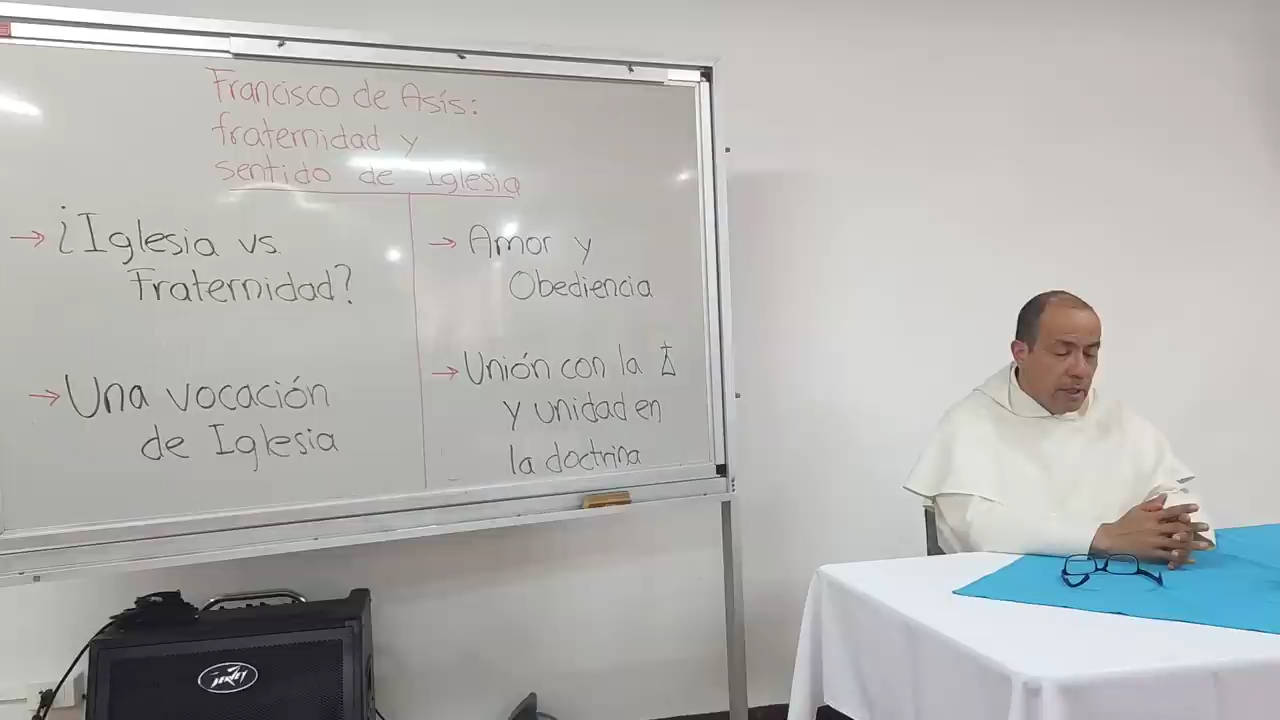 Francisco de Asís:
fraternidad y
sentido de Iglesia
→ ¿Iglesia vs.
Fraternidad?
→ Una vocación
de Iglesia
→ Amor y
Obediencia
→ Unión con la
y unidad en
la doctrina
PEAVEY